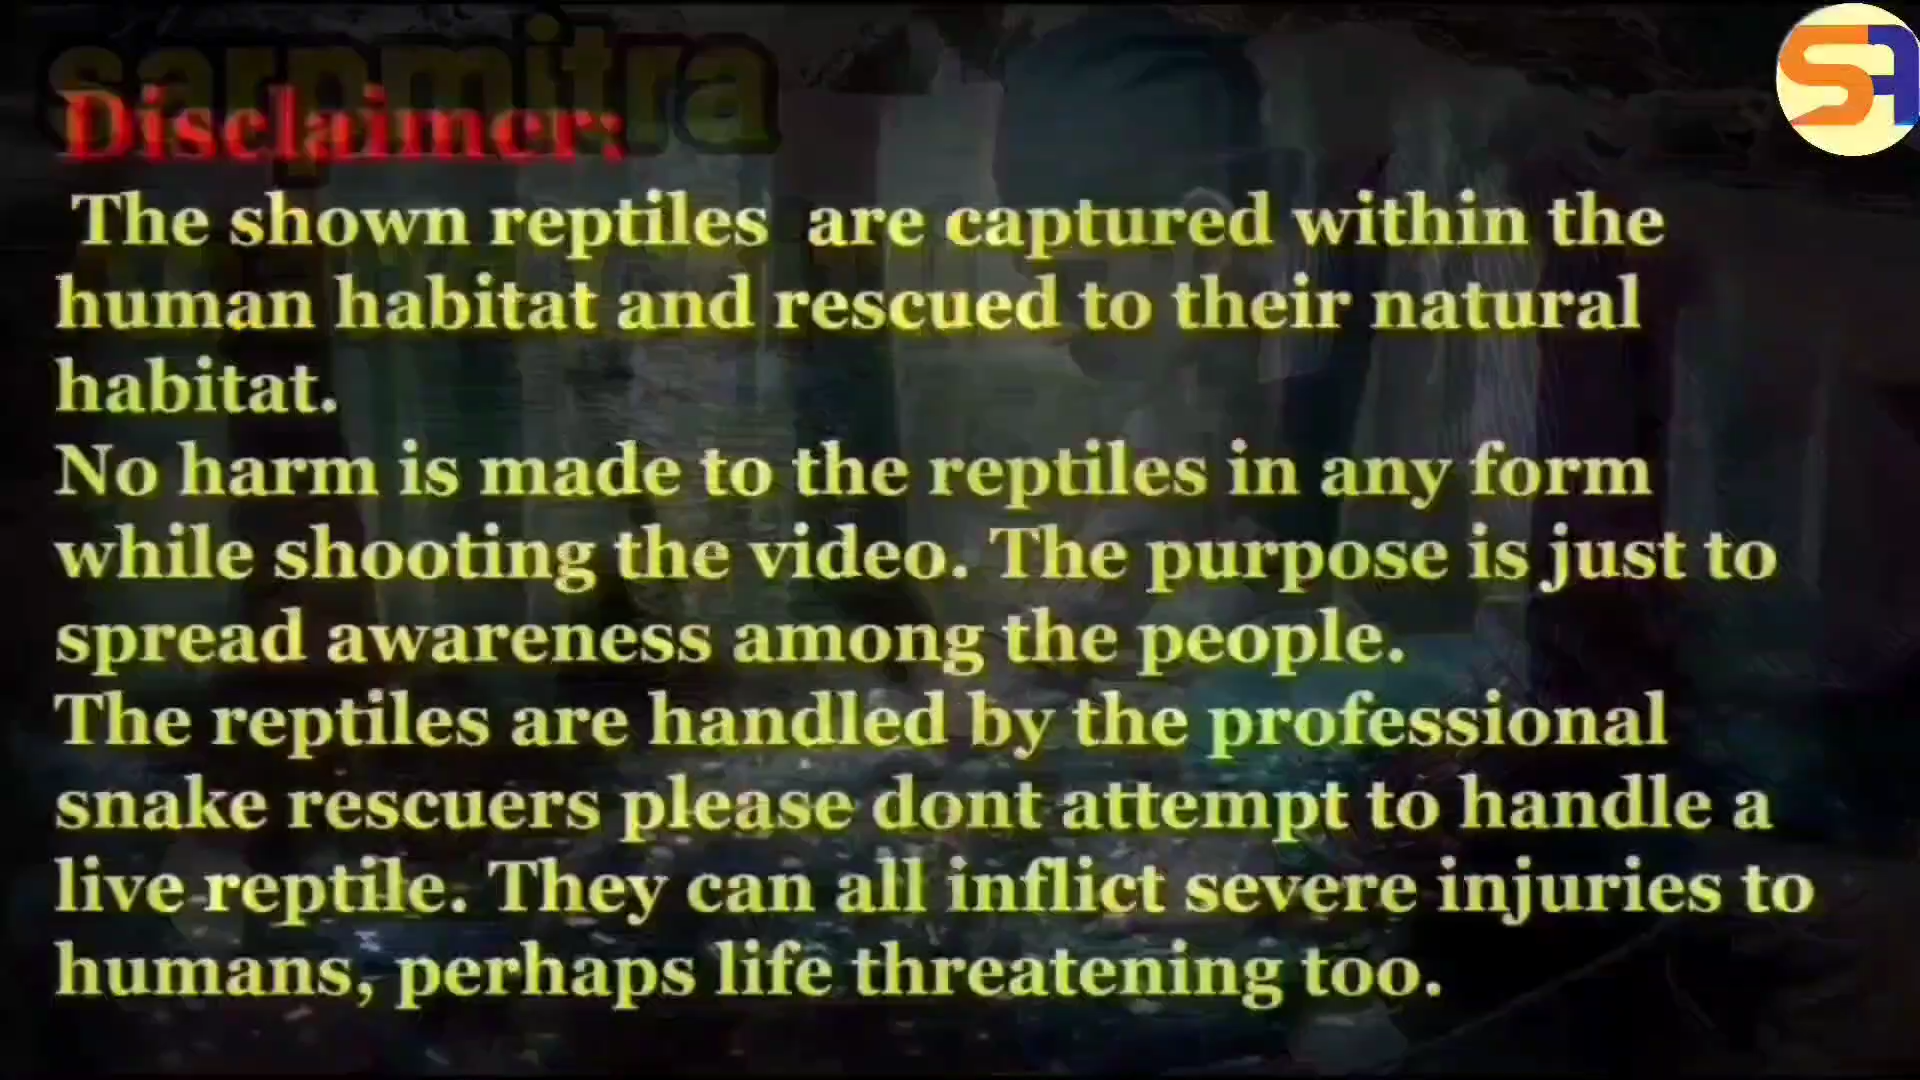 sarpmitra
Disclaimer:
The shown reptiles are captured within the
human habitat and rescued to their natural
habitat.
No harm is made to the reptiles in any form
while shooting the video. The purpose is just to
spread awareness among the people.
The reptiles are handled by the professional
snake rescuers please dont attempt to handle a
live reptile. They can all inflict severe injuries to
humans, perhaps life threatening too.
SA